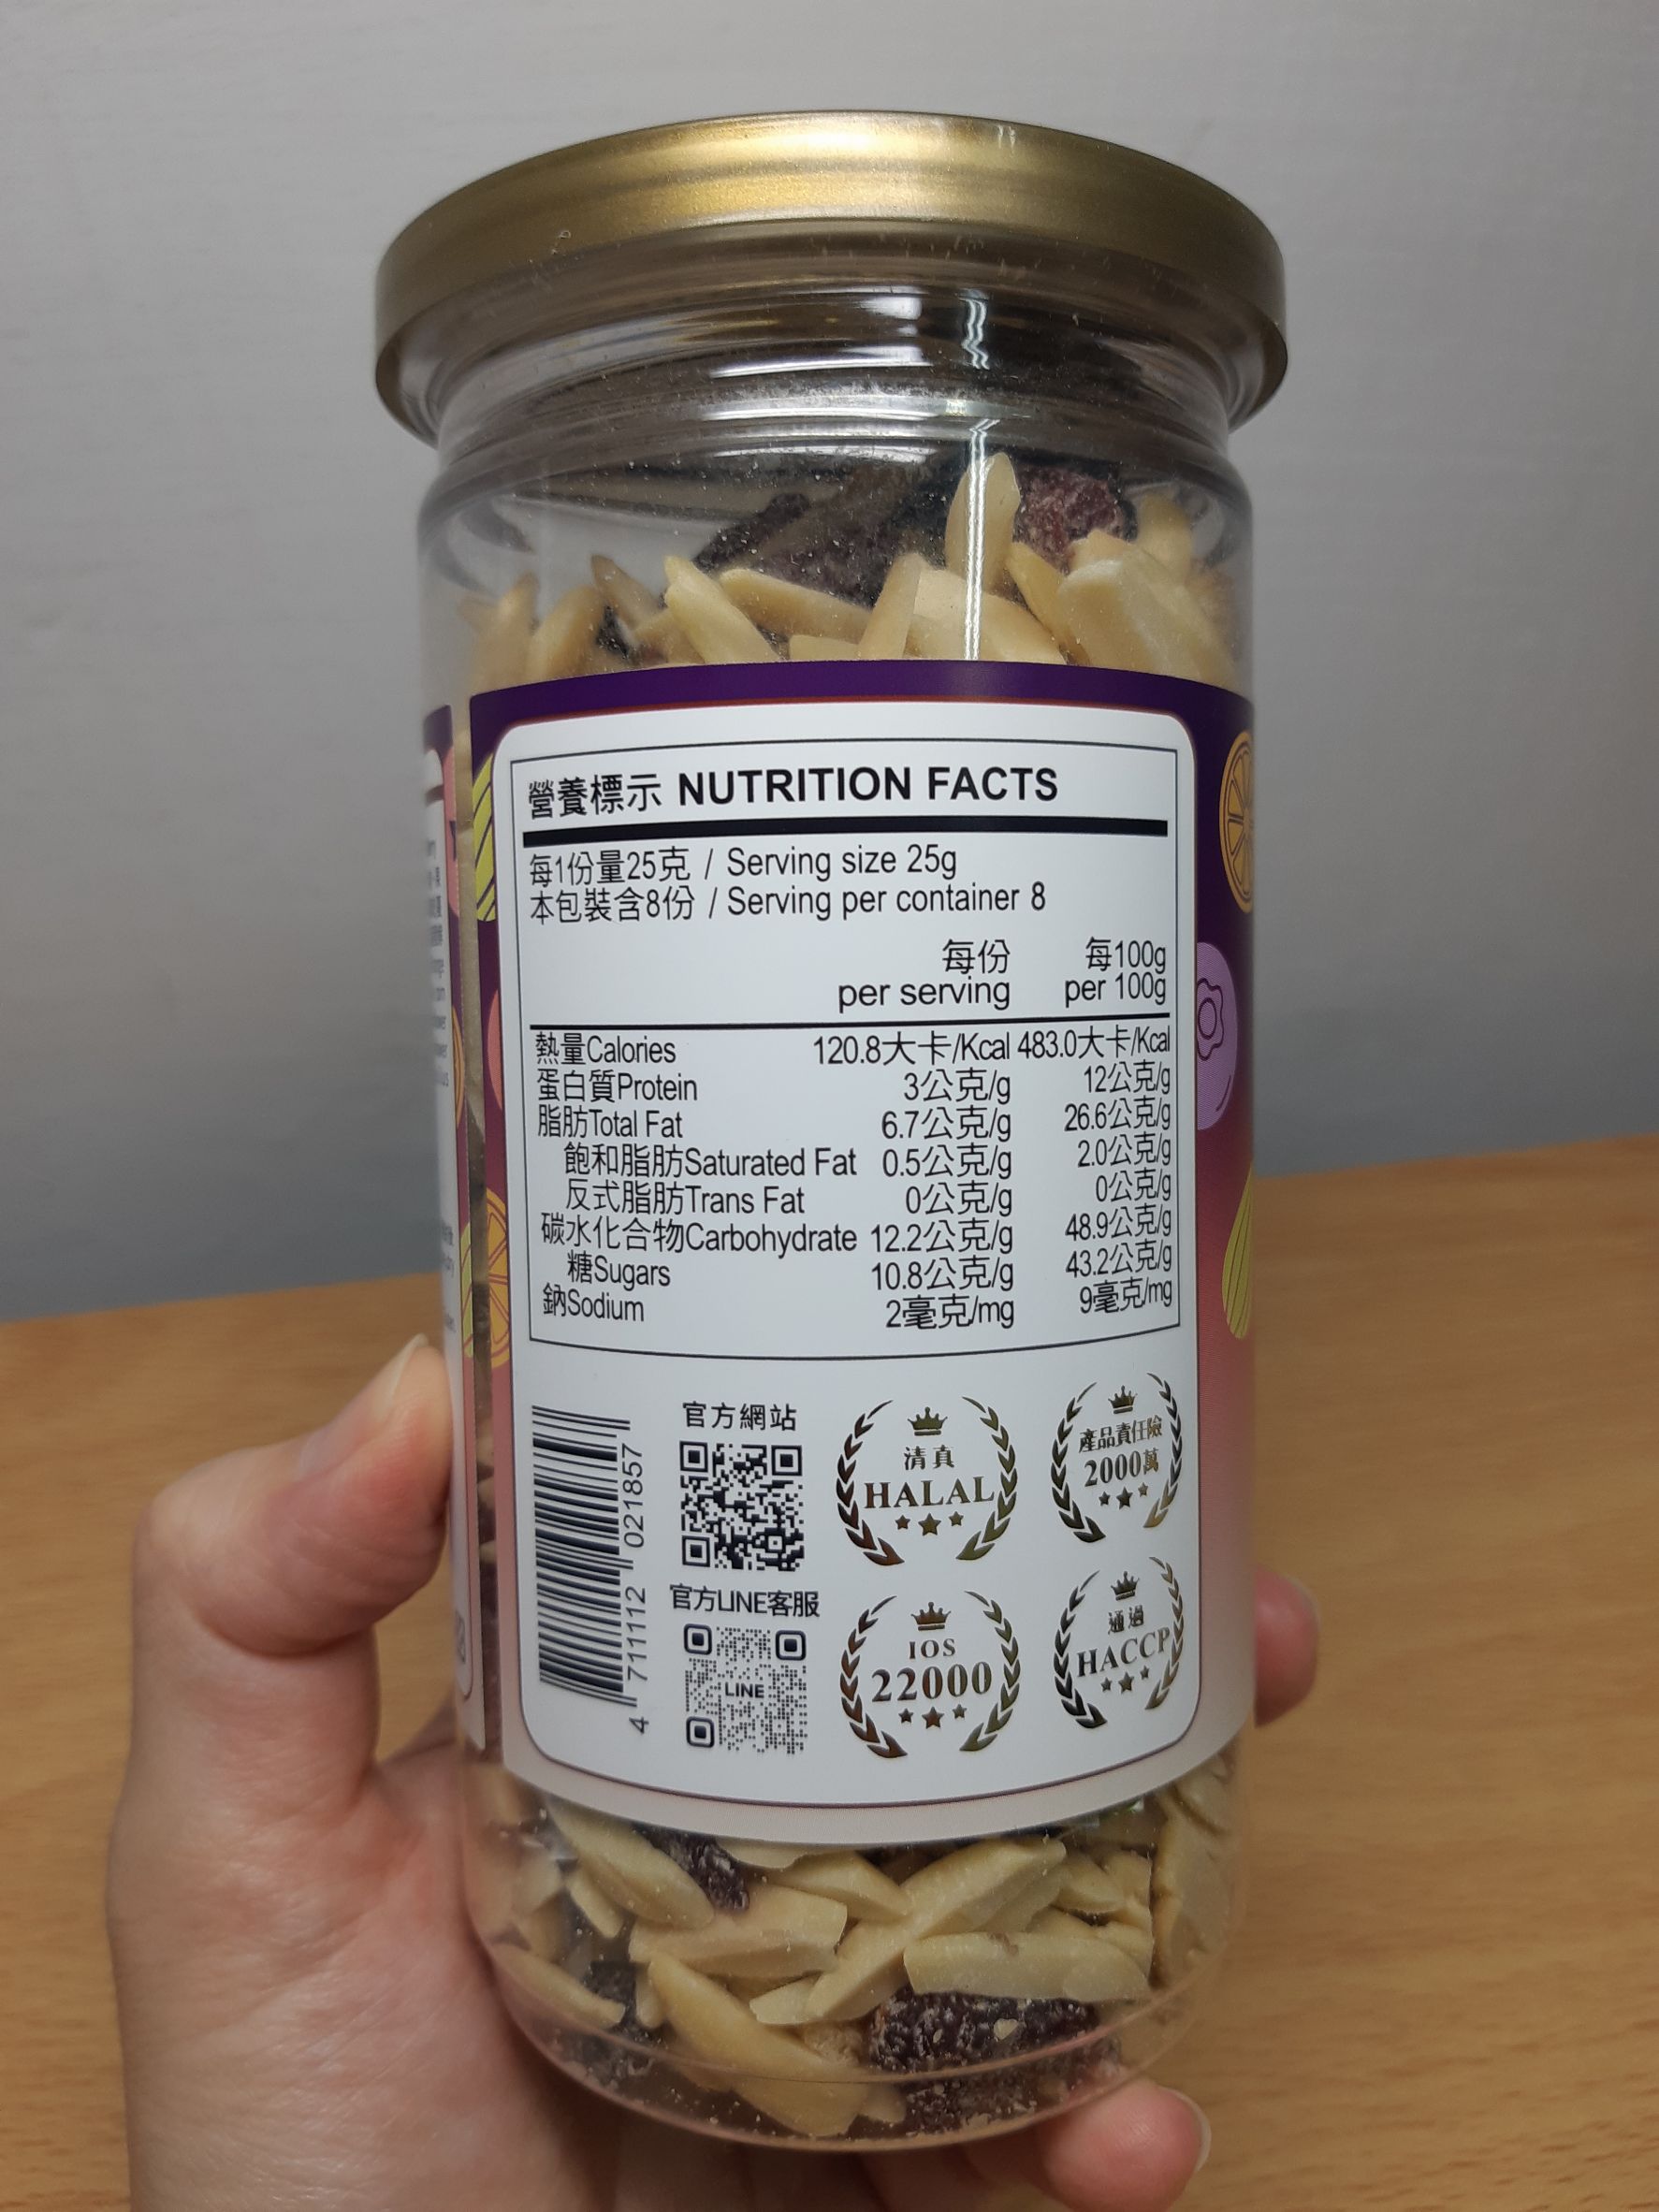 營養標示 NUTRITION FACTS
每1份量25克 / Serving size 25g
本包裝含8份 / Serving per container 8
每份 每100g
per serving per 100g
熱量Calories 120.8大卡/Kcal 483.0大卡/Kcal
蛋白質Protein 3公克/g 12公克/g
脂肪Total Fat 6.7公克/g 26.6公克/g
飽和脂肪Saturated Fat 0.5公克/g 2.0公克/g
反式脂肪Trans Fat 0公克/g 0公克/g
碳水化合物Carbohydrate 12.2公克/g 48.9公克/g
糖Sugars 10.8公克/g 43.2公克/g
鈉Sodium 2毫克/mg 9毫克/mg
4 711112 021857
官方網站
官方LINE客服
LINE
清真
HALAL
產品責任險
2000萬
IOS
22000
通過
HACCP